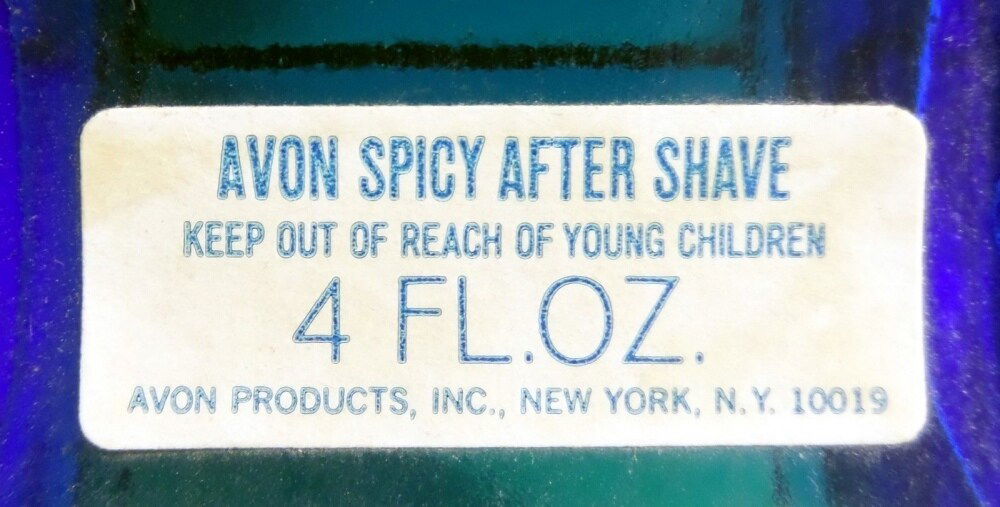 AVON SPICY AFTER SHAVE
KEEP OUT OF REACH OF YOUNG CHILDREN
4 FL.OZ.
AVON PRODUCTS, INC., NEW YORK, N.Y. 10019